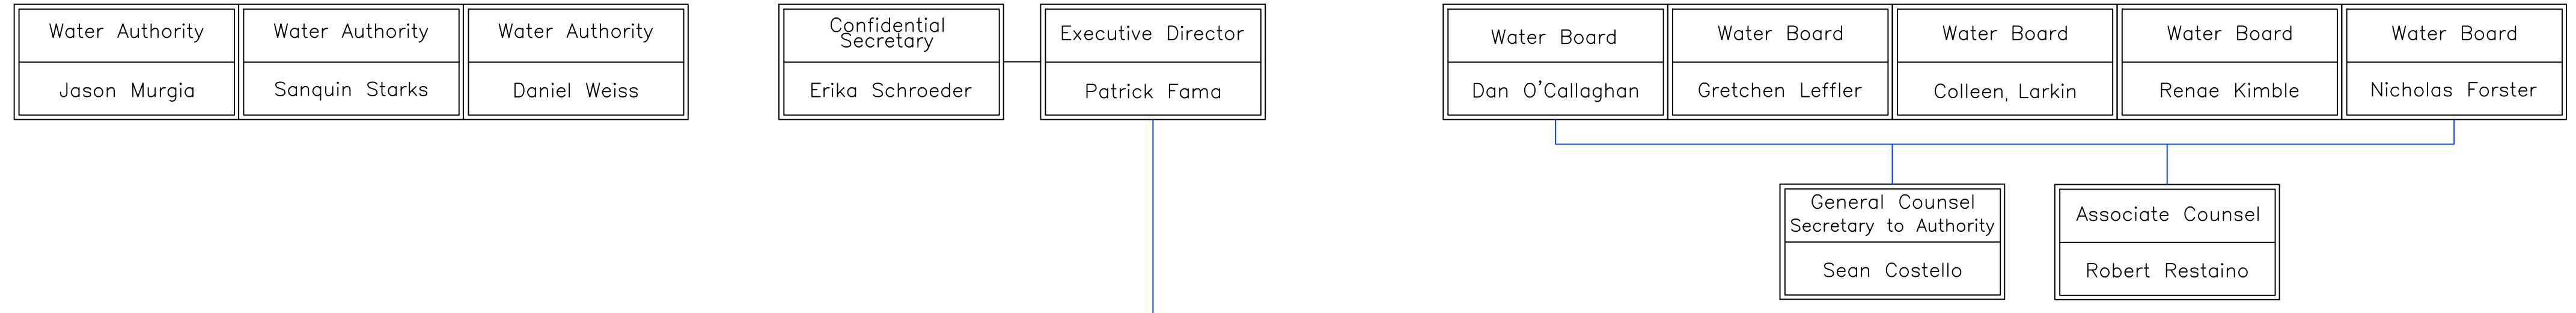 Water Authority
Jason Murgia
Water Authority
Sanquin Starks
Water Authority
Daniel Weiss
Confidential
Secretary
Erika Schroeder
Executive Director
Patrick Fama
Water Board
Dan O'Callaghan
Water Board
Gretchen Leffler
Water Board
Colleen, Larkin
Water Board
Renae Kimble
Water Board
Nicholas Forster
General Counsel
Secretary to Authority
Sean Costello
Associate Counsel
Robert Restaino